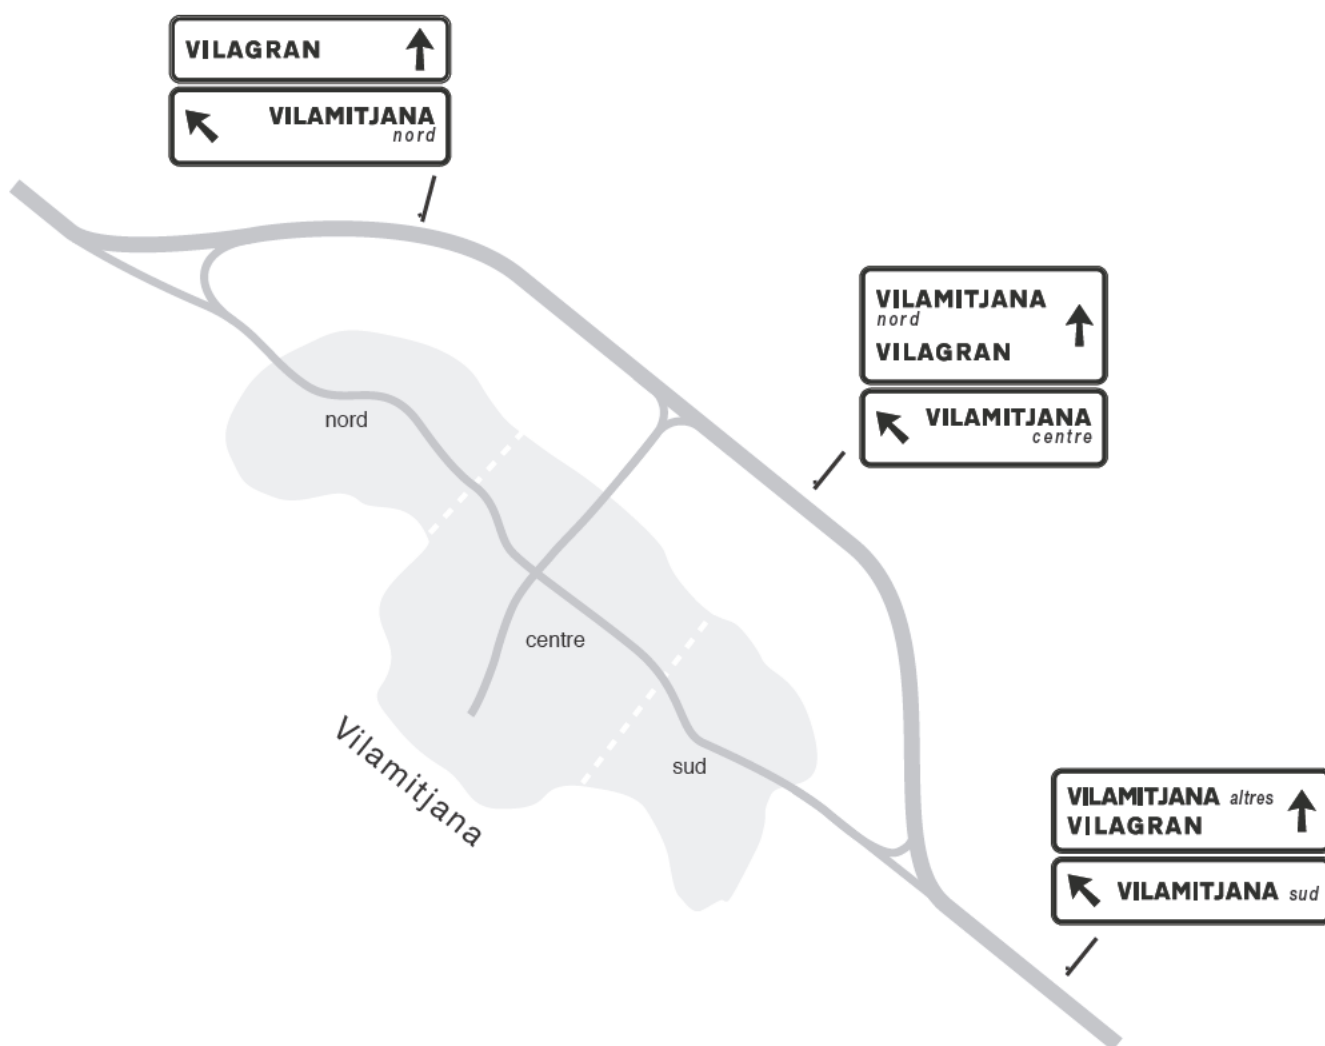 VILAGRAN
VILAMITJANA
nord
VILAMITJANA
nord
VILAGRAN
VILAMITJANA
centre
nord
centre
sud
Vilamitjana
VILAMITJANA altres
VILAGRAN
VILAMITJANA sud